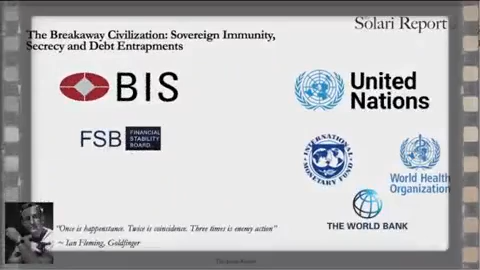 Solari Report
The Breakaway Civilization: Sovereign Immunity,
Secrecy and Debt Entrapments
BIS
United
Nations
FSB FINANCIAL
STABILITY
BOARD
INTERNATIONAL
MONETARY FUND
World Health
Organization
THE WORLD BANK
"Once is happenstance. Twice is coincidence. Three times is enemy action"
~ Ian Fleming, Goldfinger